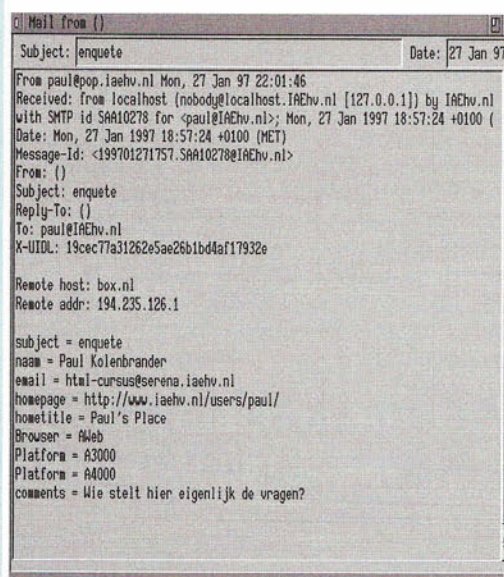 Mail from ()
Subject: enquete Date: 27 Jan 97
From paul@pop.iaehv.nl Mon, 27 Jan 97 22:01:46
Received: from localhost (nobody@localhost.IAEhv.nl [127.0.0.1]) by IAEhv.nl
with SMTP id SAA10278 for <paul@IAEhv.nl>; Mon, 27 Jan 1997 18:57:24 +0100 (
Date: Mon, 27 Jan 1997 18:57:24 +0100 (MET)
Message-Id: <199701271757.SAA10278@IAEhv.nl>
From: ()
Subject: enquete
Reply-To: ()
To: paul@IAEhv.nl
X-UIDL: 19cec77a31262e5ae26b1bd4af17932e
Remote host: box.nl
Remote addr: 194.235.126.1
subject = enquete
naam = Paul Kolenbrander
email = html-cursus@serena.iaehv.nl
homepage = http://www.iaehv.nl/users/paul/
hometitle = Paul's Place
Browser = AWeb
Platform = A3000
Platform = A4000
comments = Wie stelt hier eigenlijk de vragen?